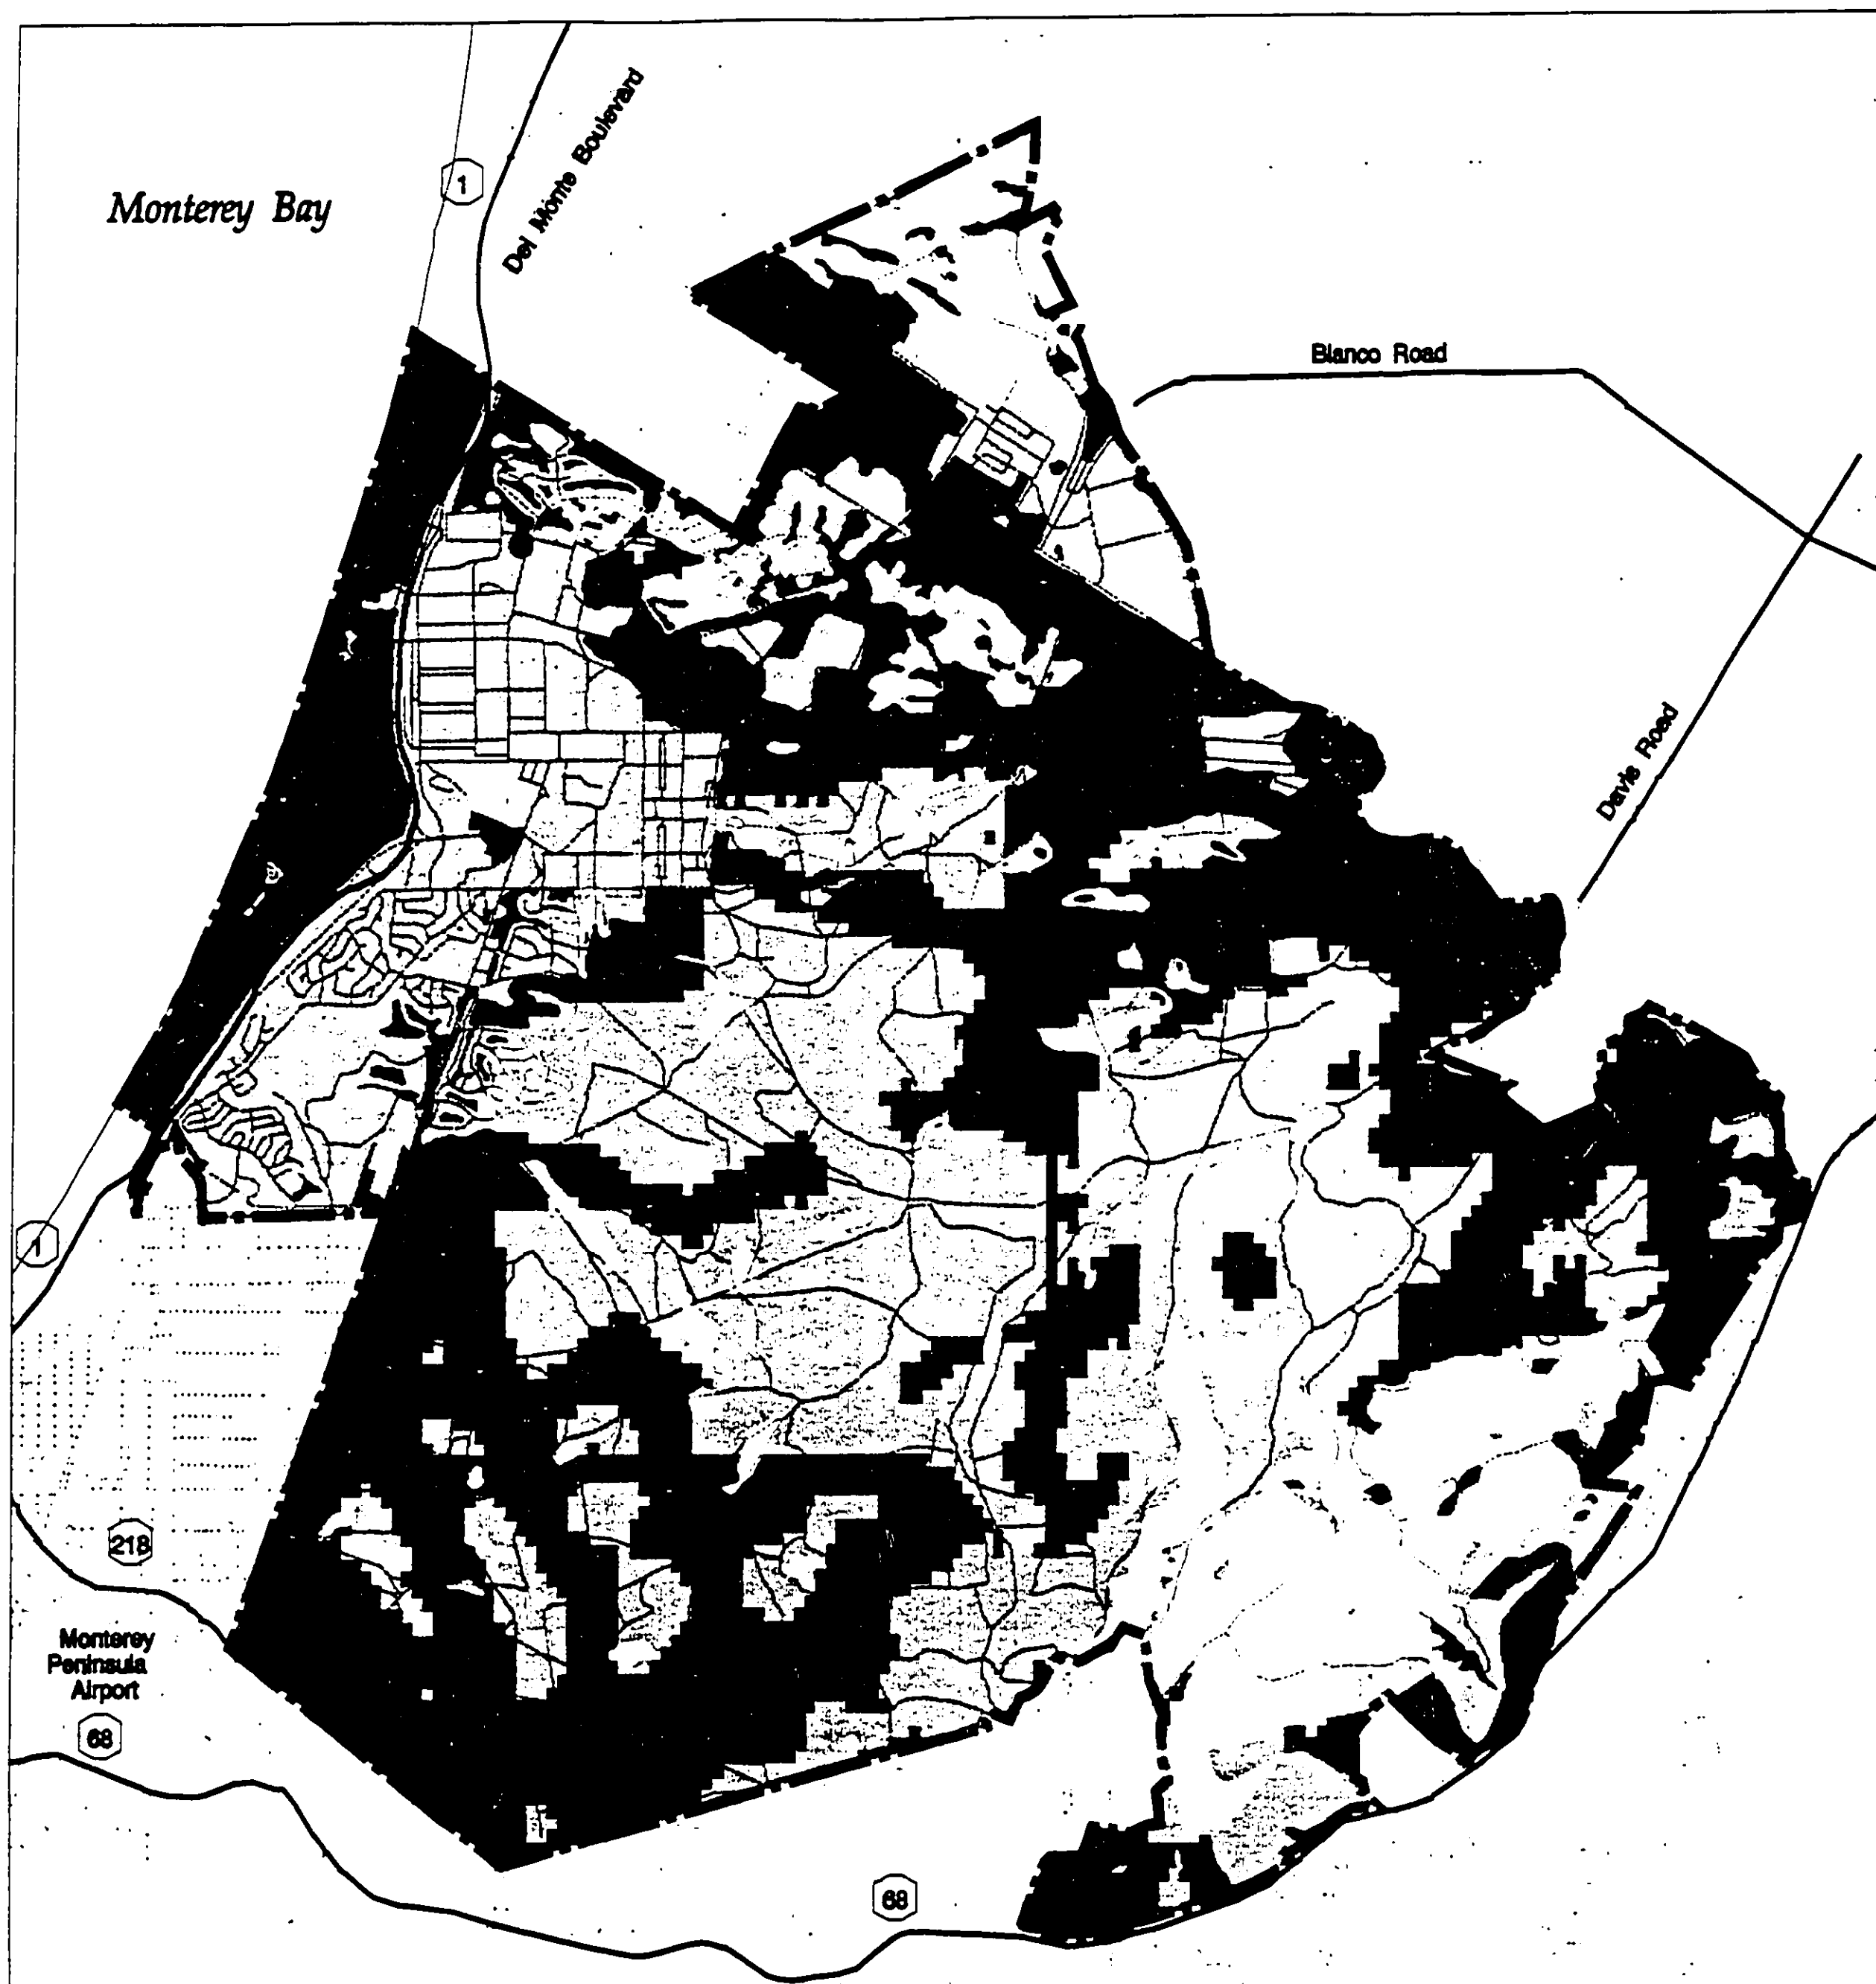 1
Monterey Bay
Del Monte Boulevard
Blanco Road
Davis Road
1
218
Monterey
Peninsula
Airport
68
68